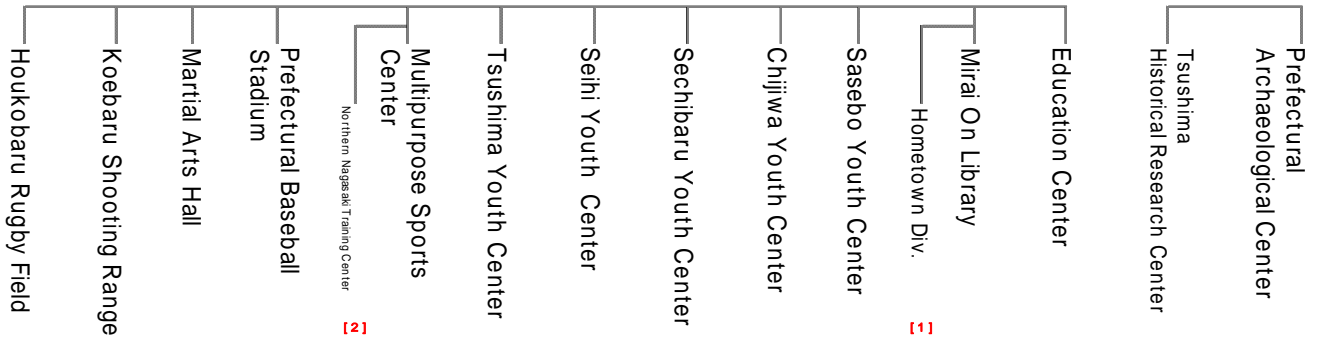 Prefectural
Archaeological Center
Tsushima
Historical Research Center
Education Center
Mirai On Library
Hometown Div.
Sasebo Youth Center
Chijiwa Youth Center
Sechibaru Youth Center
Seihi Youth Center
Tsushima Youth Center
Multipurpose Sports
Center
Northern Nagasaki Training Center
Prefectural Baseball
Stadium
Martial Arts Hall
Koebaru Shooting Range
Houkobaru Rugby Field
[2]
[1]